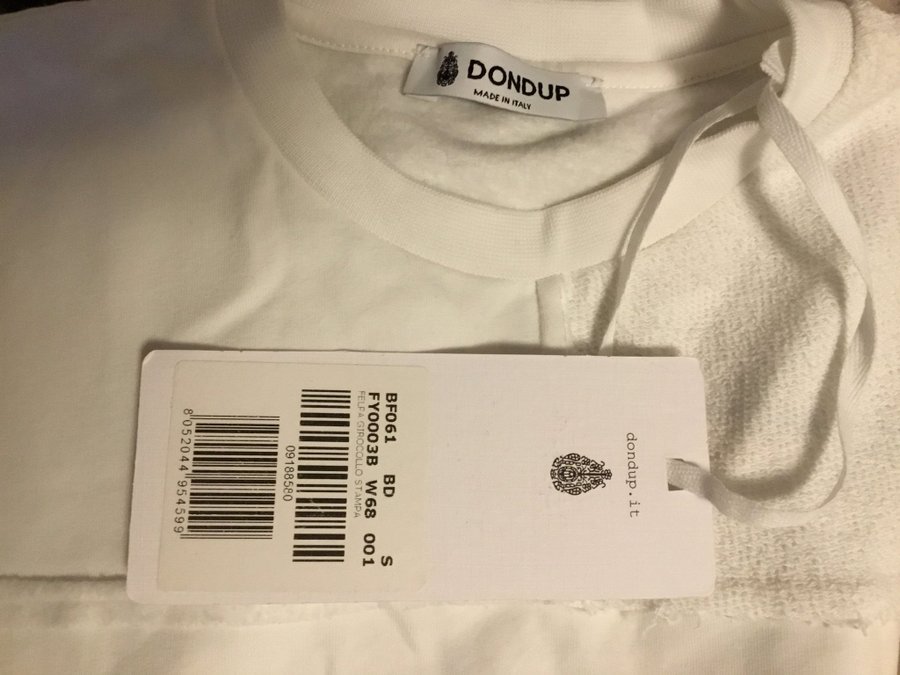 DONDUP
MADE IN ITALY
dondup.it
BF061 BD S
FY0003B W68 001
FELPA GIROCOLLO STAMPA
09188580
8 052044 954599